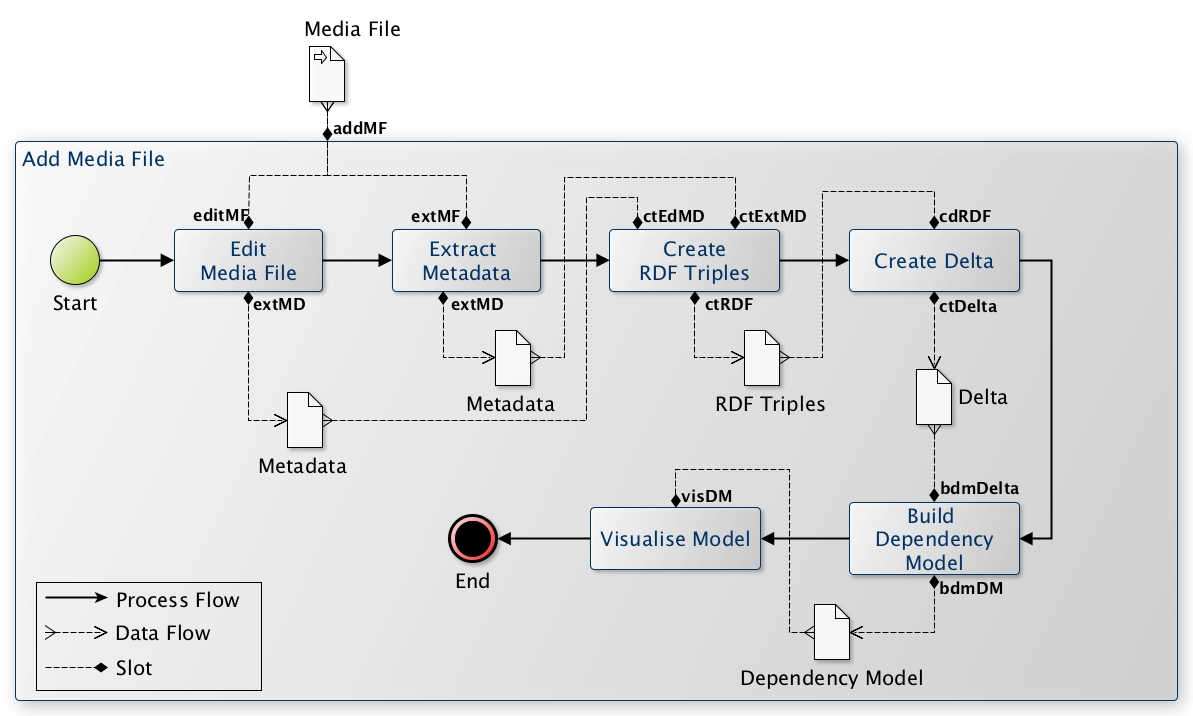 Media File
addMF
Add Media File
editMF
extMF
ctEdMD
ctExtMD
cdRDF
Edit
Media File
Extract
Metadata
Create
RDF Triples
Create Delta
Start
extMD
extMD
ctRDF
ctDelta
Metadata
RDF Triples
Delta
Metadata
bdmDelta
visDM
Build
Dependency
Model
Visualise Model
End
bdmDM
Dependency Model
Process Flow
Data Flow
Slot